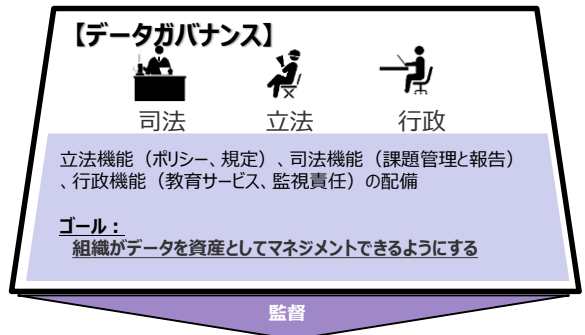 【データガバナンス】
司法 立法 行政
立法機能（ポリシー、規定）、司法機能（課題管理と報告）
、行政機能（教育サービス、監視責任）の配備
ゴール：
組織がデータを資産としてマネジメントできるようにする
監督